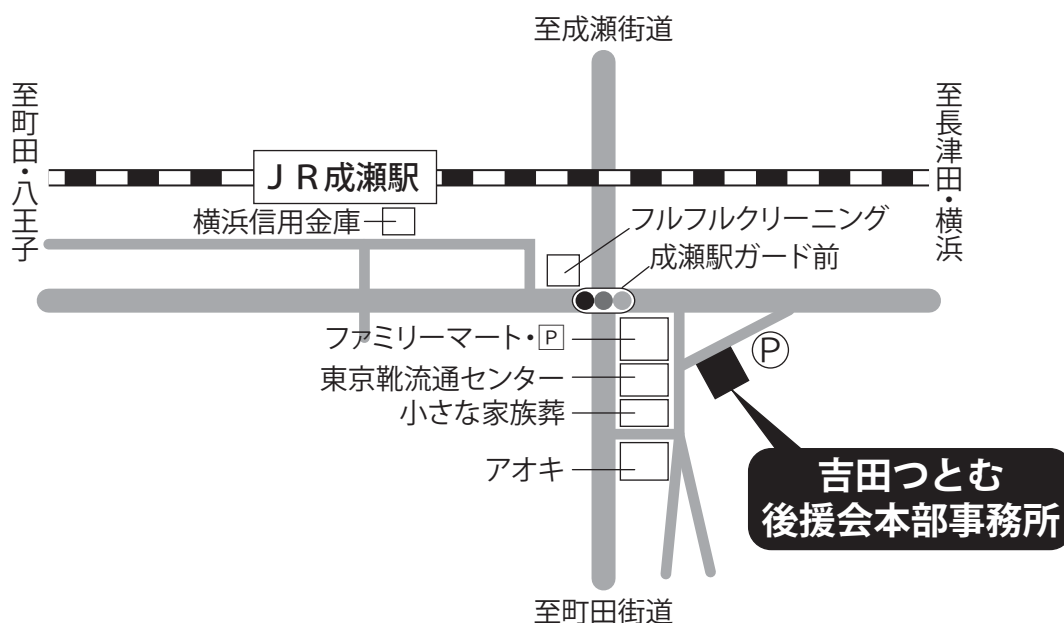 至成瀬街道
至町田・八王子
至長津田・横浜
ＪＲ成瀬駅
横浜信用金庫
フルフルクリーニング
成瀬駅ガード前
ファミリーマート・P
P
東京靴流通センター
小さな家族葬
アオキ
吉田つとむ
後援会本部事務所
至町田街道